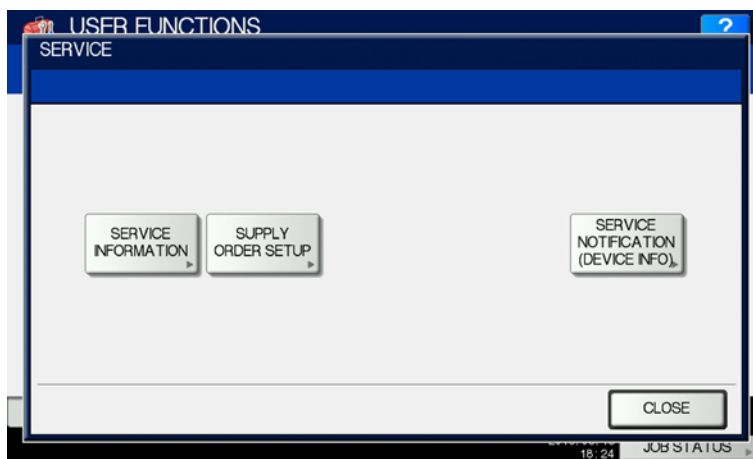 USER FUNCTIONS
?
SERVICE
SERVICE
INFORMATION
SUPPLY
ORDER SETUP
SERVICE
NOTIFICATION
(DEVICE INFO)
CLOSE
18:24
JOB STATUS